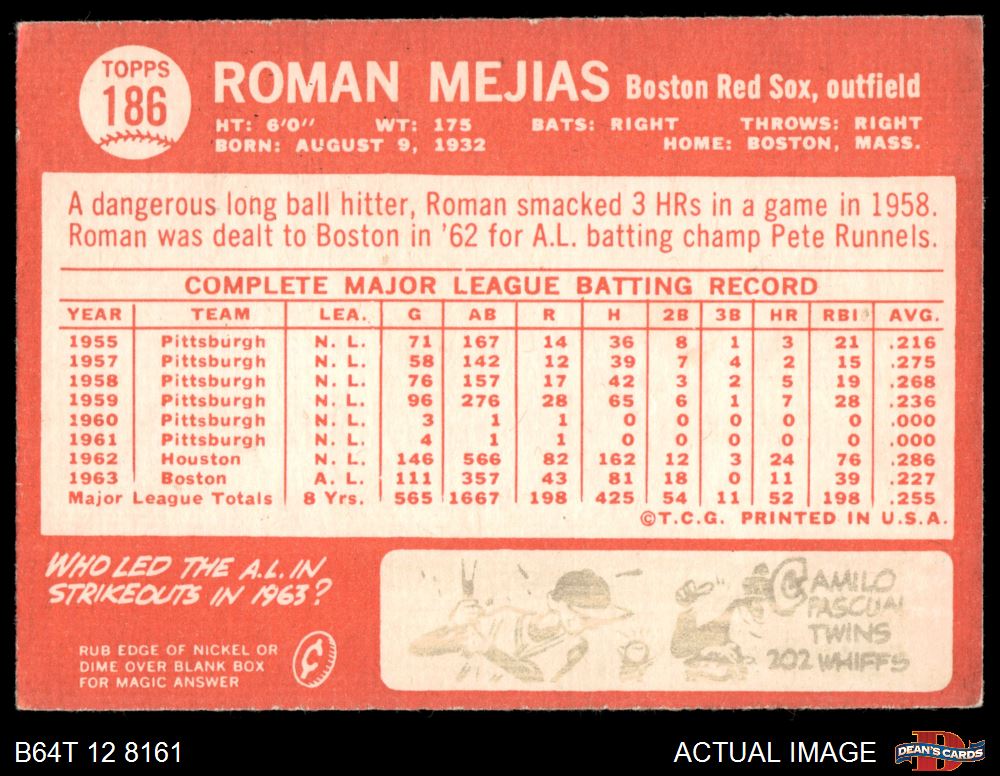 TOPPS
186
ROMAN MEJIAS Boston Red Sox, outfield
HT: 6'0" WT: 175 BATS: RIGHT THROWS: RIGHT
BORN: AUGUST 9, 1932 HOME: BOSTON, MASS.
A dangerous long ball hitter, Roman smacked 3 HRs in a game in 1958.
Roman was dealt to Boston in '62 for A.L. batting champ Pete Runnels.
COMPLETE MAJOR LEAGUE BATTING RECORD
YEAR TEAM LEA. G AB R H 2B 3B HR RBI AVG.
1955 Pittsburgh N. L. 71 167 14 36 8 1 3 21 .216
1957 Pittsburgh N. L. 58 142 12 39 7 4 2 15 .275
1958 Pittsburgh N. L. 76 157 17 42 3 2 5 19 .268
1959 Pittsburgh N. L. 96 276 28 65 6 1 7 28 .236
1960 Pittsburgh N. L. 3 1 1 0 0 0 0 0 .000
1961 Pittsburgh N. L. 4 1 1 0 0 0 0 0 .000
1962 Houston N. L. 146 566 82 162 12 3 24 76 .286
1963 Boston A. L. 111 357 43 81 18 0 11 39 .227
Major League Totals 8 Yrs. 565 1667 198 425 54 11 52 198 .255
©T.C.G. PRINTED IN U.S.A.
WHO LED THE A.L. IN
STRIKEOUTS IN 1963?
RUB EDGE OF NICKEL OR
DIME OVER BLANK BOX
FOR MAGIC ANSWER
CAMILO
PASCUAL
TWINS
202 WHIFFS
B64T 12 8161 ACTUAL IMAGE DEAN'S CARDS